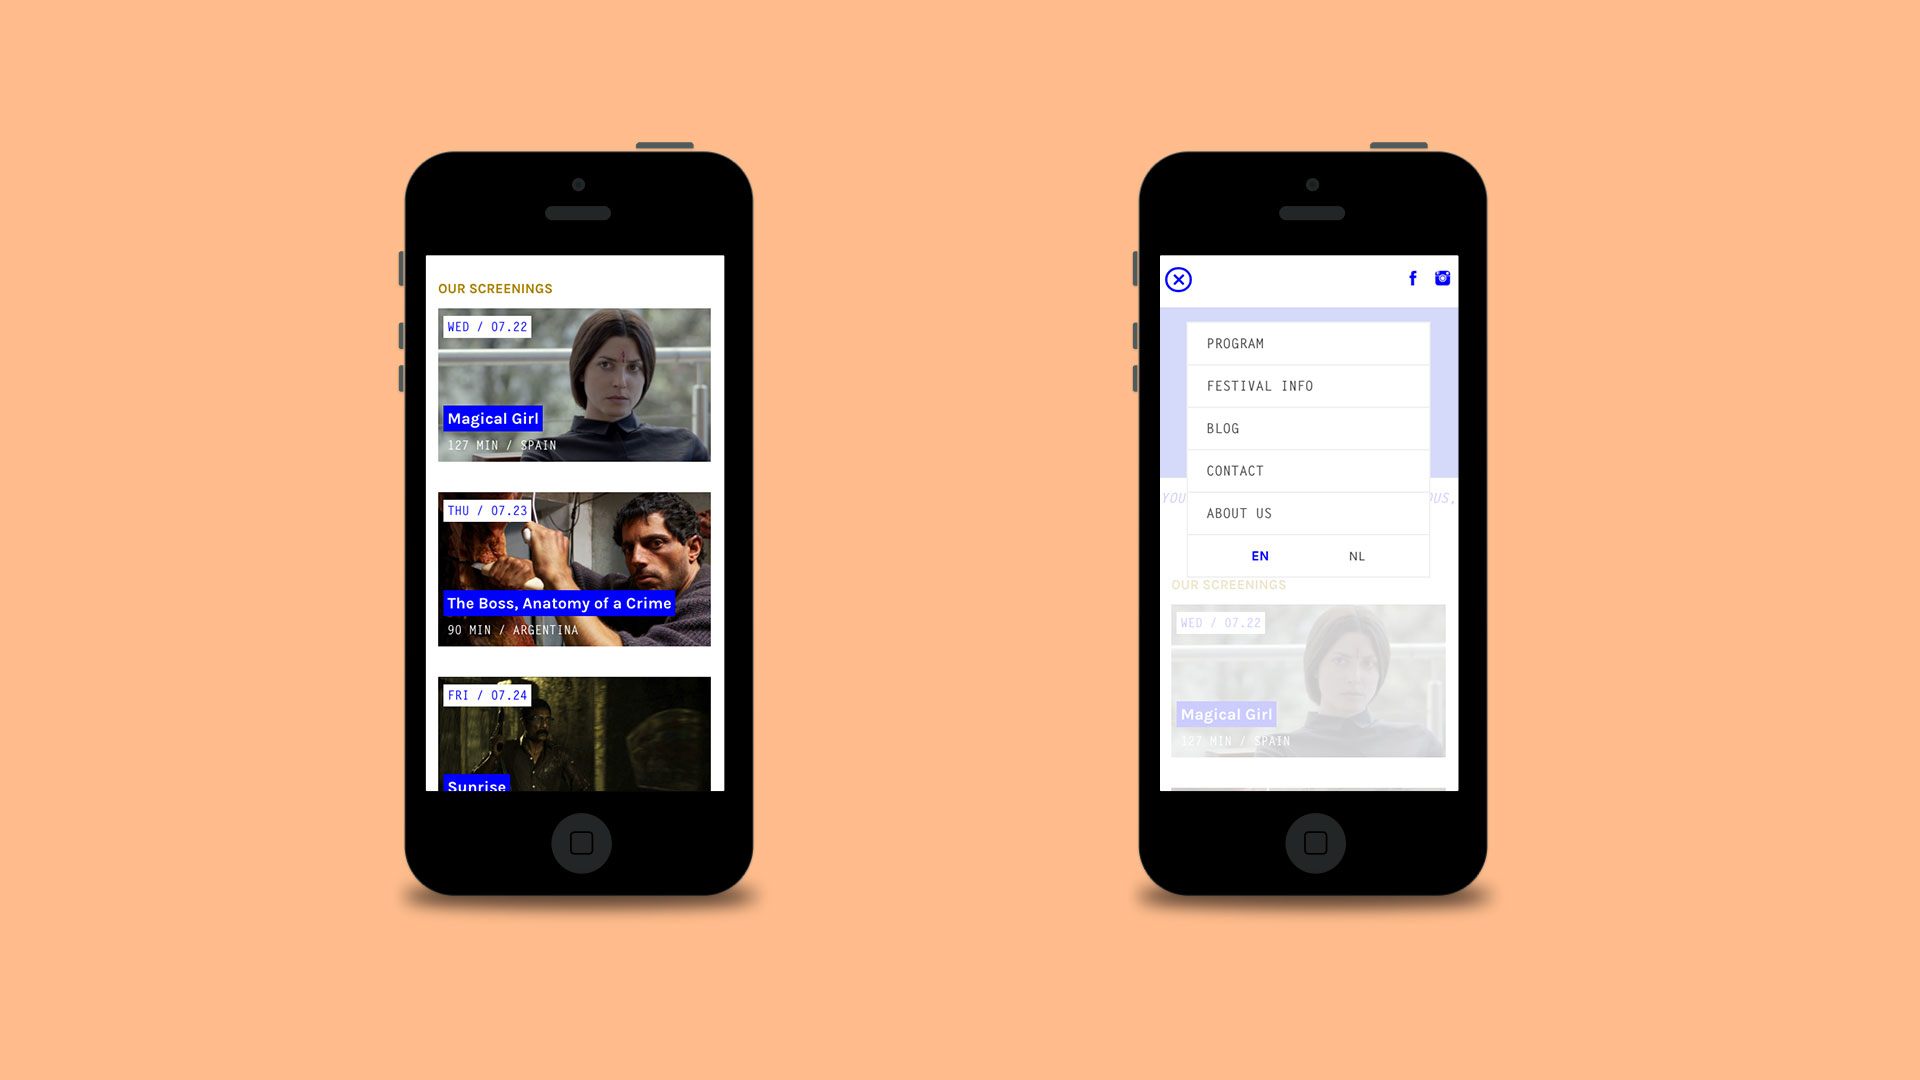 OUR SCREENINGS
WED / 07.22
Magical Girl
127 MIN / SPAIN
THU / 07.23
The Boss, Anatomy of a Crime
90 MIN / ARGENTINA
FRI / 07.24
Sunrise
f
PROGRAM
FESTIVAL INFO
BLOG
CONTACT
YOU
OUS,
ABOUT US
EN NL
OUR SCREENINGS
WED / 07.22
Magical Girl
127 MIN / SPAIN